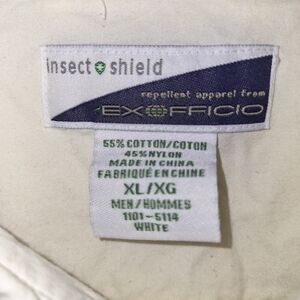 insect shield
repellent apparel from
EXOFFICIO
55% COTTON/COTON
45% NYLON
MADE IN CHINA
FABRIQUÉ EN CHINE
XL/XG
MEN/HOMMES
1101-5114
WHITE